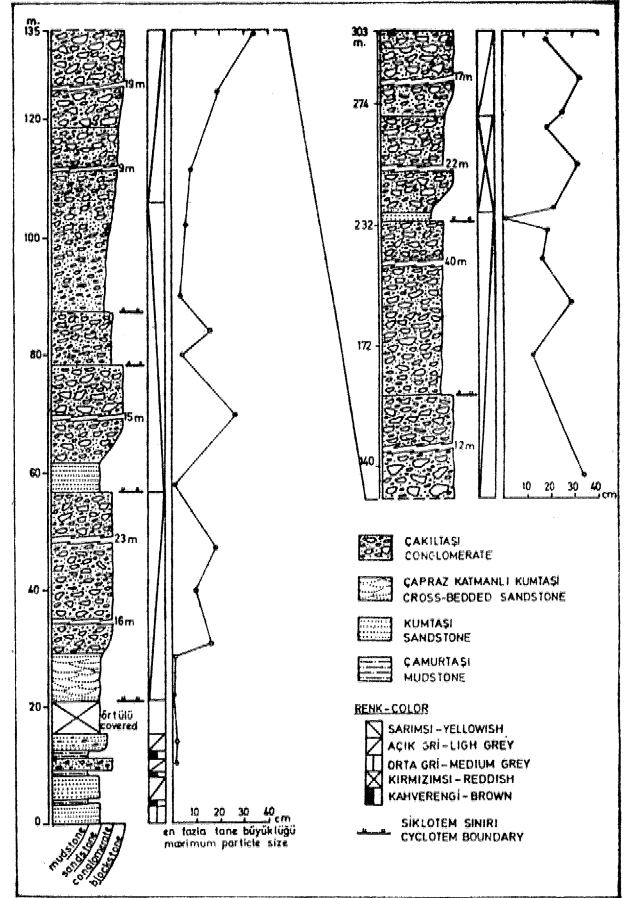 m.
135
120
100
80
60
40
20
0
19m
9m
15m
23m
16m
örtülü
covered
10 20 30 40 cm
en fazla tane büyüklüğü
maximum particle size
mudstone
sandstone
conglomerate
blockstone
303
m.
274
232
172
140
17m
22m
40m
12m
0 10 20 30 40
cm
ÇAKILTAŞI
CONGLOMERATE
ÇAPRAZ KATMANLI KUMTAŞI
CROSS-BEDDED SANDSTONE
KUMTAŞI
SANDSTONE
ÇAMURTAŞI
MUDSTONE
RENK-COLOR
SARIMSI-YELLOWISH
AÇIK GRİ-LIGH GREY
ORTA GRİ-MEDIUM GREY
KIRMIZIMSI-REDDISH
KAHVERENGİ-BROWN
SİKLOTEM SINIRI
CYCLOTEM BOUNDARY